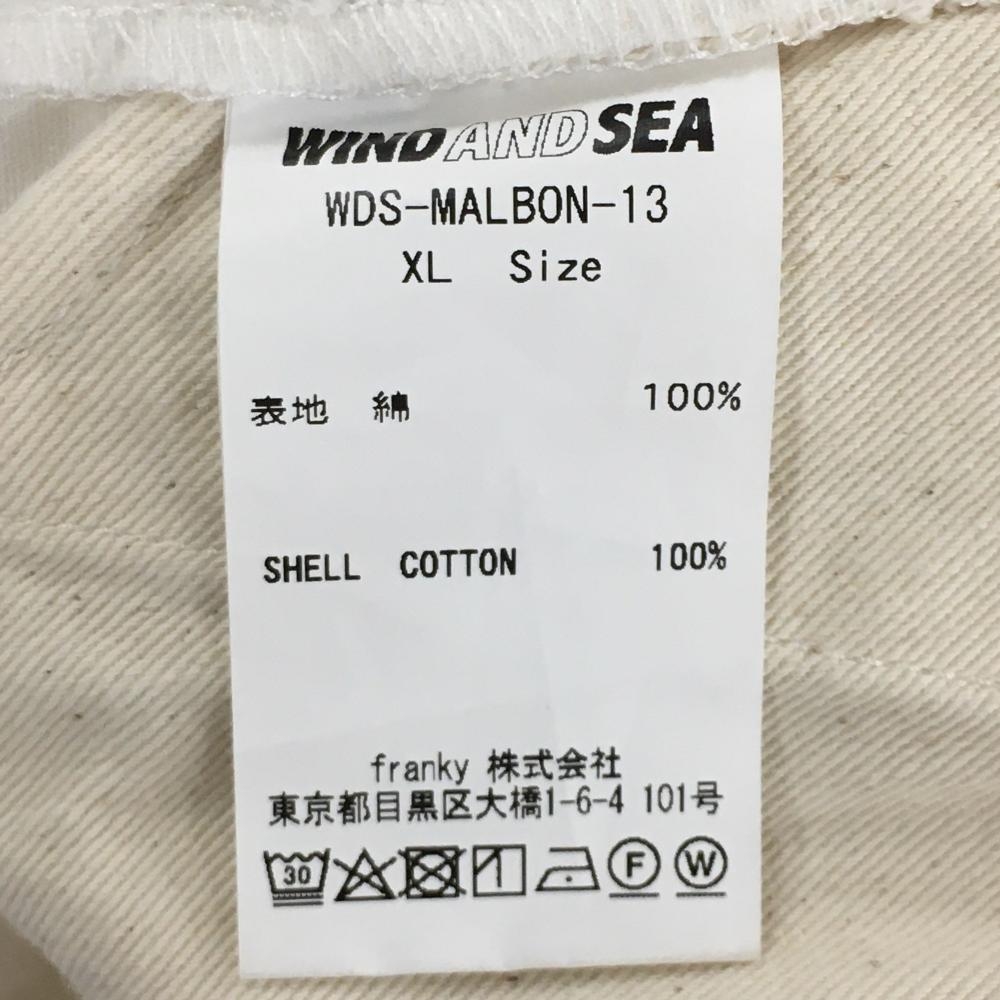 WIND AND SEA
WDS-MALBON-13
XL Size
表地 綿 100%
SHELL COTTON 100%
franky 株式会社
東京都目黒区大橋1-6-4 101号
30 F W